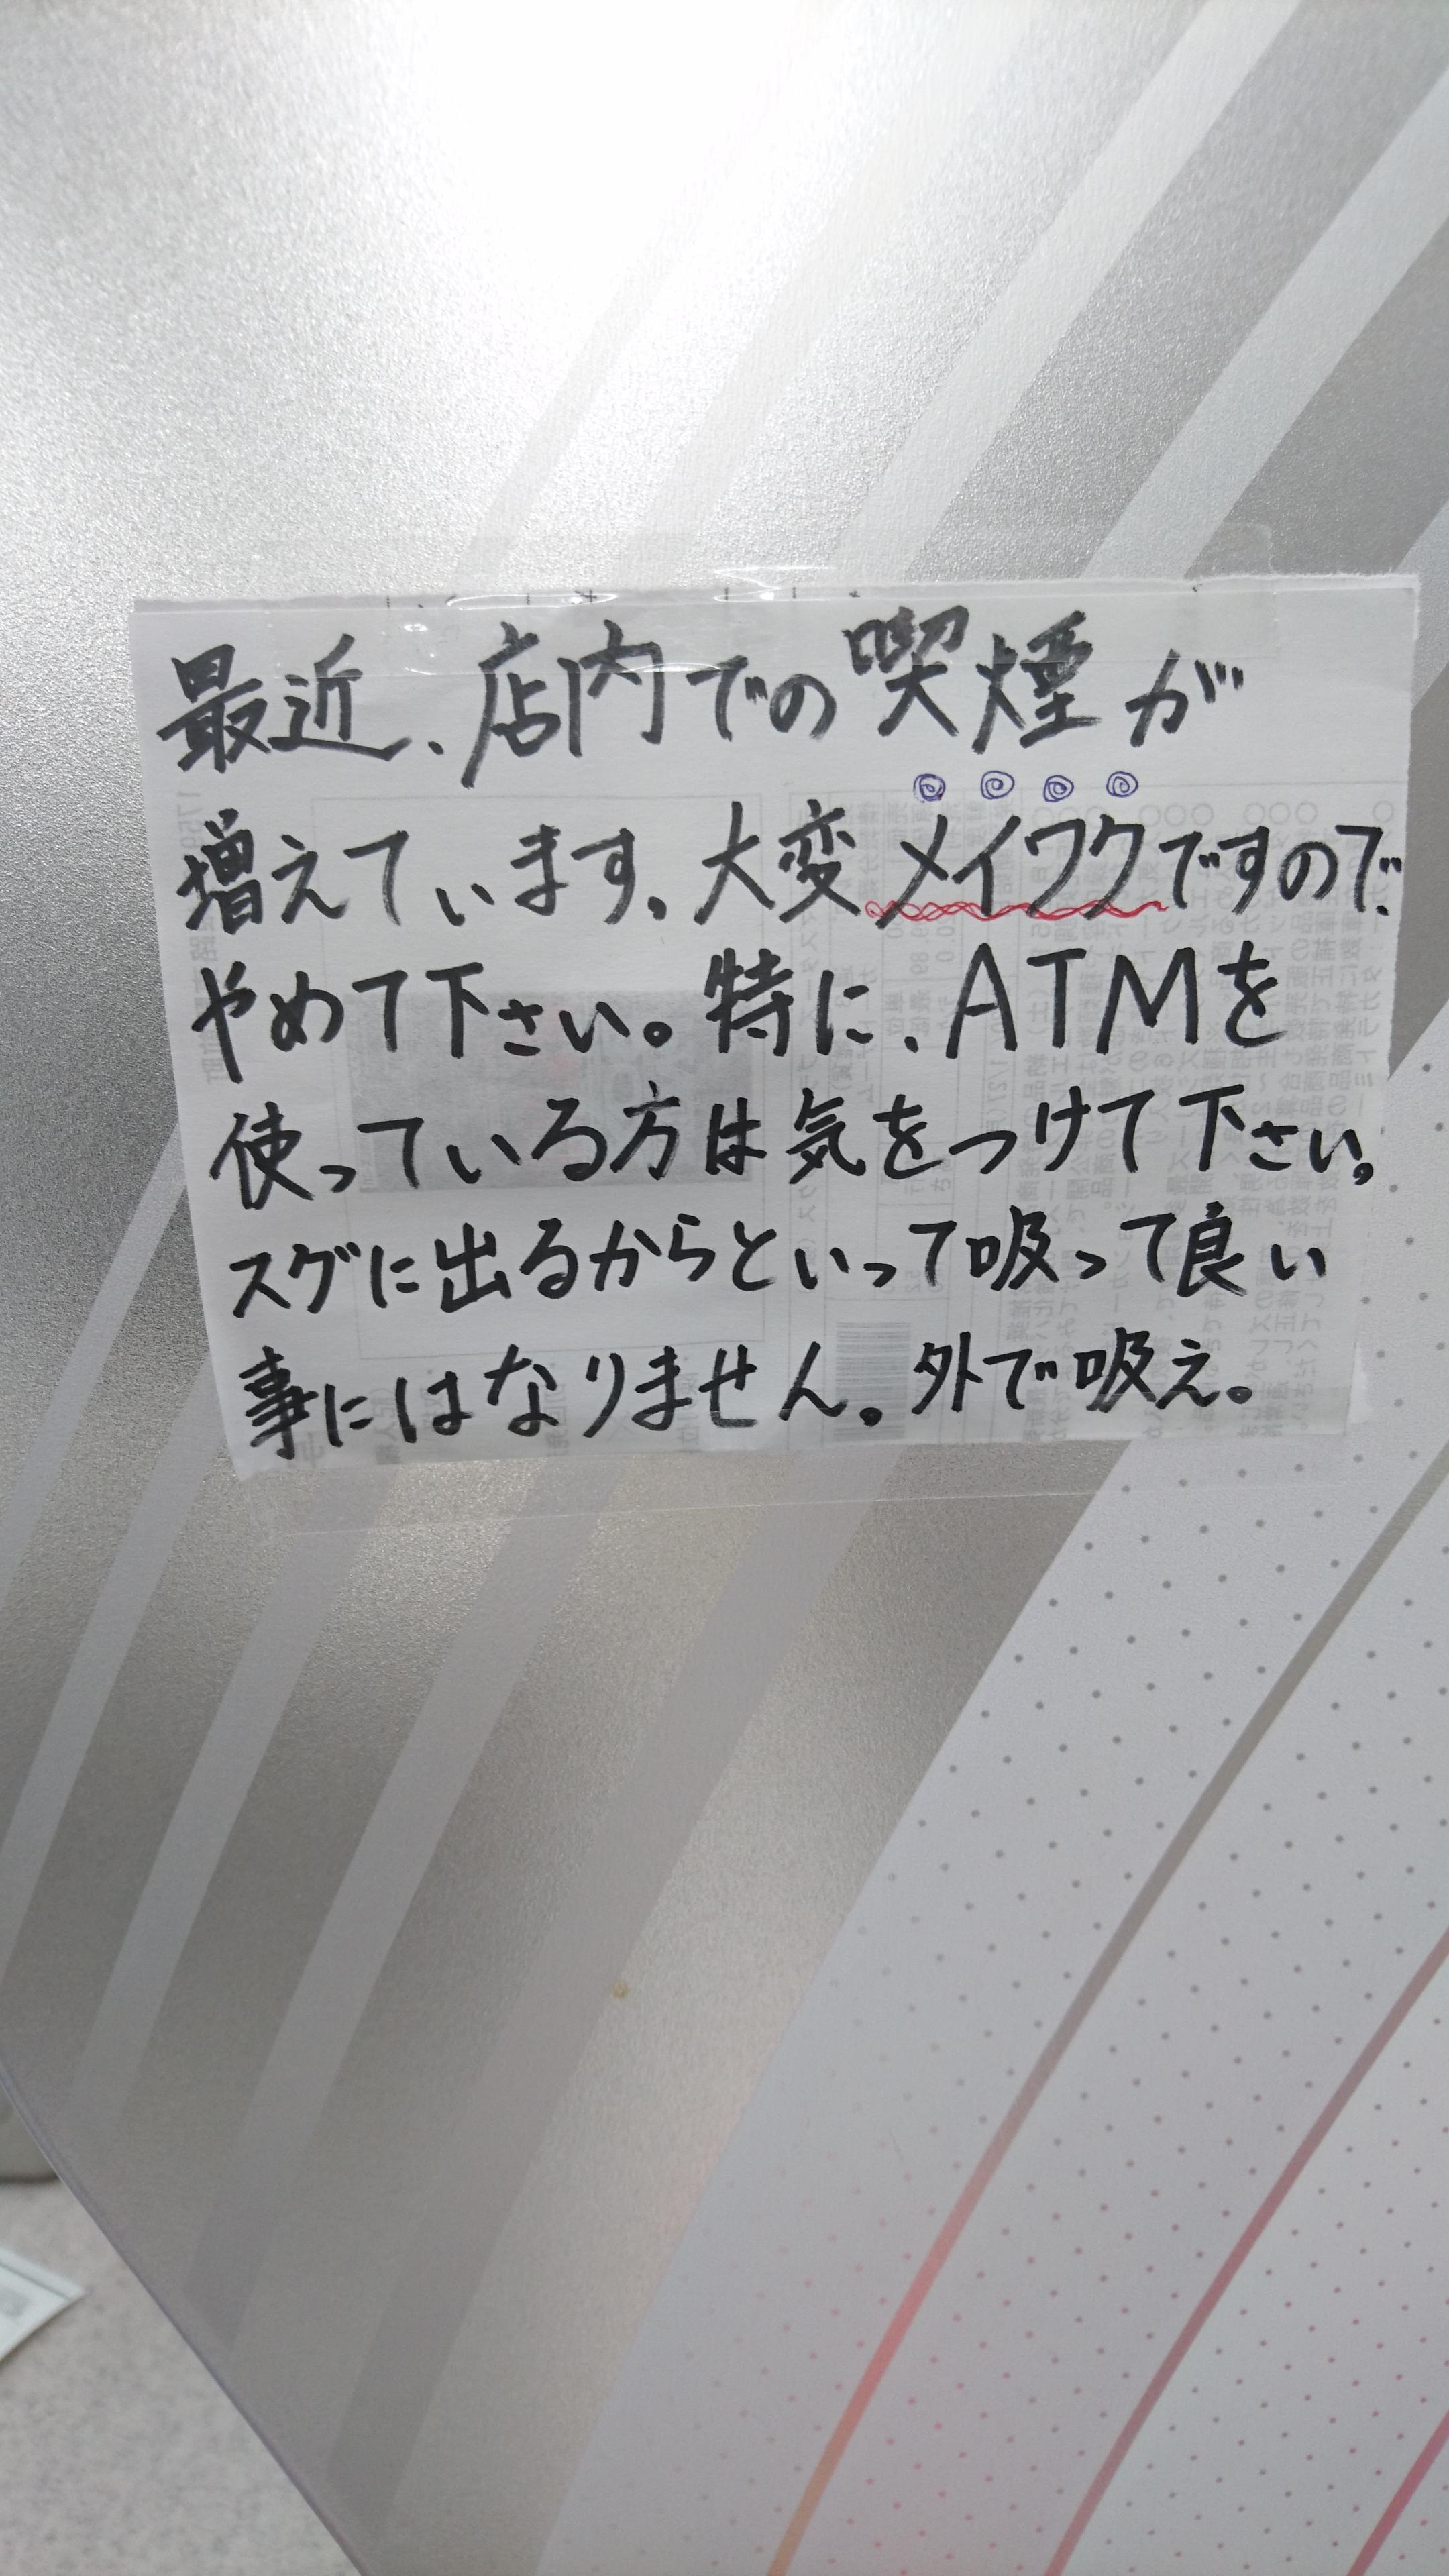 最近、店内での喫煙が
増えています。大変メイワクですので、
やめて下さい。特に、ATMを
使っている方は気をつけて下さい。
スグに出るからといって吸って良い
事にはなりません。外で吸え。